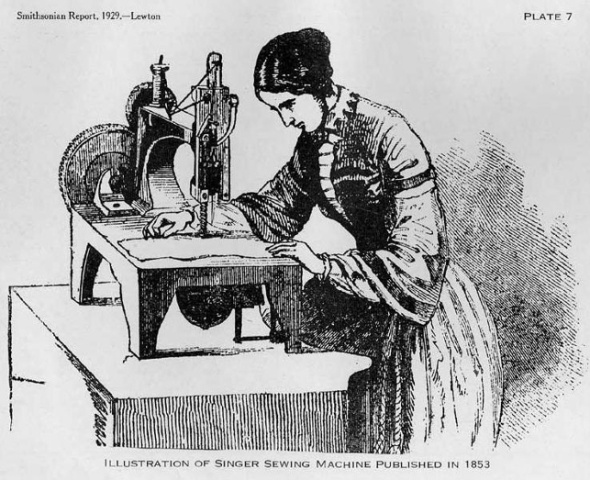 Smithsonian Report, 1929.—Lewton
PLATE 7
ILLUSTRATION OF SINGER SEWING MACHINE PUBLISHED IN 1853